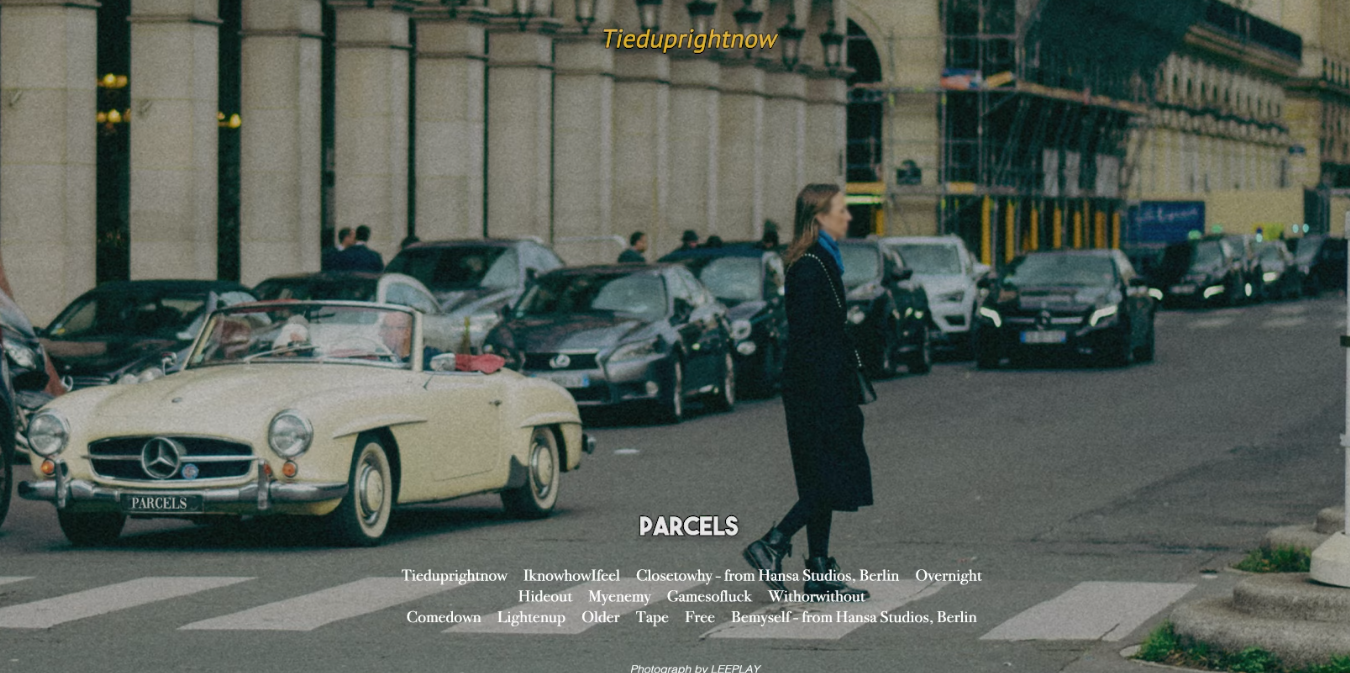 Tieduprightnow
PARCELS
PARCELS
Tieduprightnow IknowhowIfeel Closetowhy - from Hansa Studios, Berlin Overnight
Hideout Myenemy Gamesofluck Withorwithout
Comedown Lightenup Older Tape Free Bemyself - from Hansa Studios, Berlin
Photograph by LEEPLAY